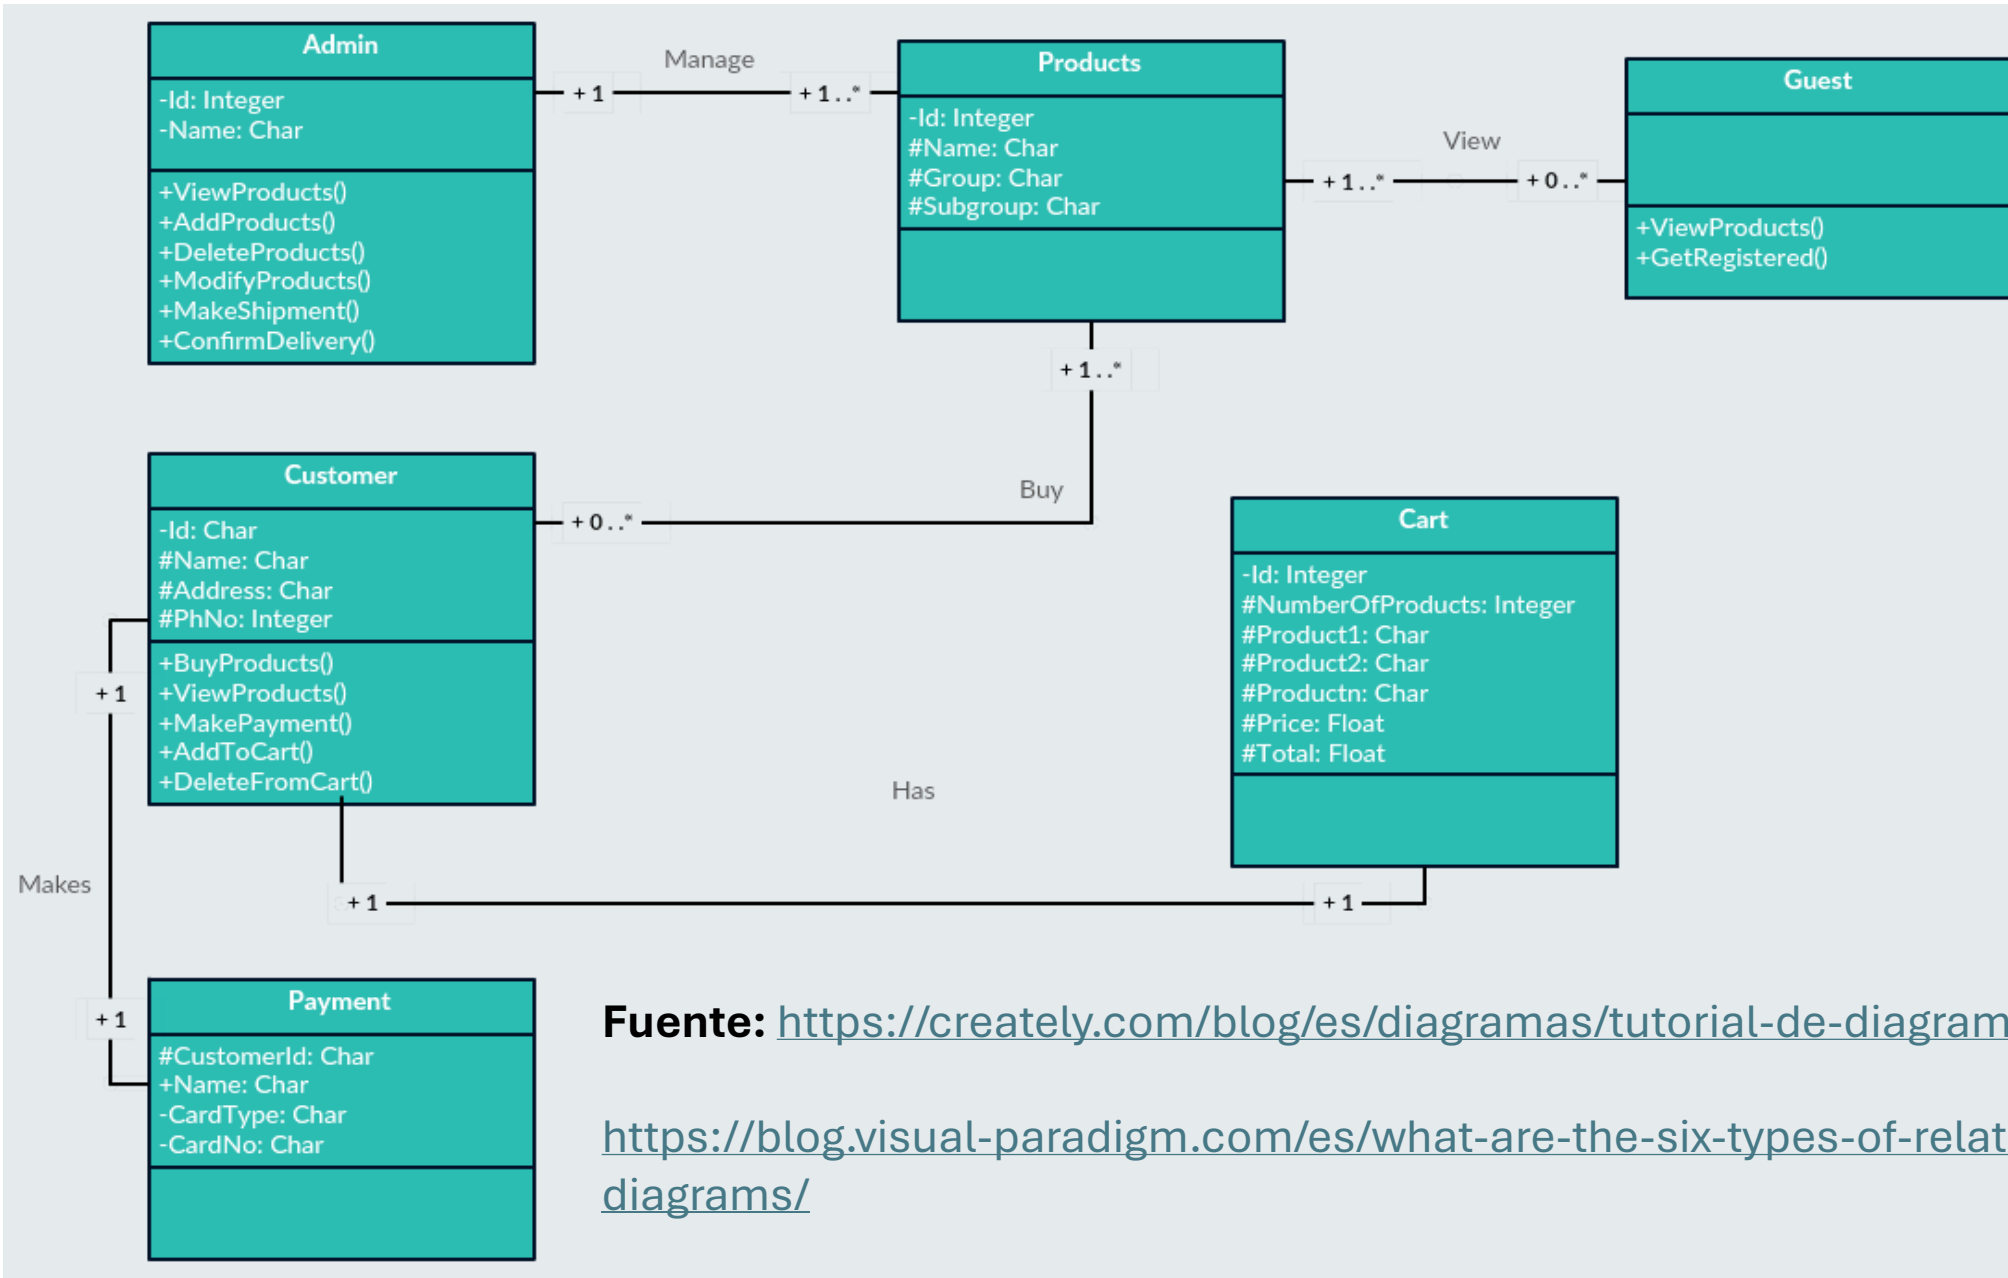 Admin
-Id: Integer
-Name: Char
+ViewProducts()
+AddProducts()
+DeleteProducts()
+ModifyProducts()
+MakeShipment()
+ConfirmDelivery()
Manage
+ 1
+ 1 . .*
Products
-Id: Integer
#Name: Char
#Group: Char
#Subgroup: Char
View
+ 1 . .*
+ 0 . .*
Guest
+ViewProducts()
+GetRegistered()
+ 1 . .*
Buy
+ 0 . .*
Customer
-Id: Char
#Name: Char
#Address: Char
#PhNo: Integer
+BuyProducts()
+ViewProducts()
+MakePayment()
+AddToCart()
+DeleteFromCart()
Cart
-Id: Integer
#NumberOfProducts: Integer
#Product1: Char
#Product2: Char
#Productn: Char
#Price: Float
#Total: Float
Has
+ 1
+ 1
+ 1
Makes
+ 1
Payment
#CustomerId: Char
+Name: Char
-CardType: Char
-CardNo: Char
Fuente: https://creately.com/blog/es/diagramas/tutorial-de-diagram
https://blog.visual-paradigm.com/es/what-are-the-six-types-of-relat
diagrams/